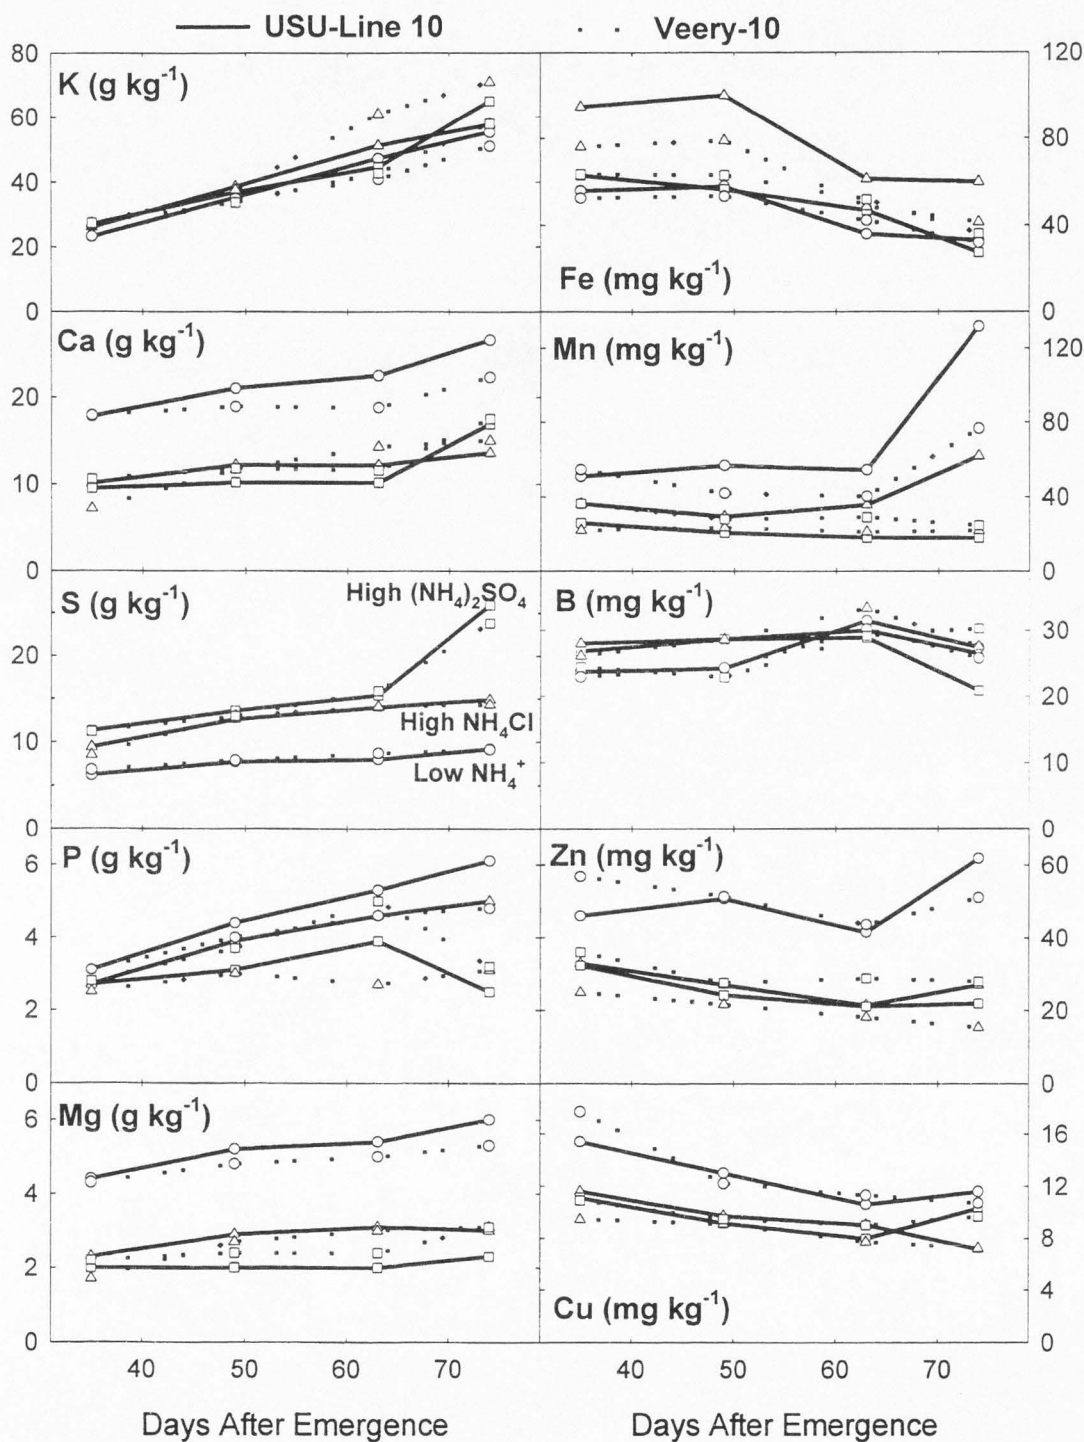 USU-Line 10 Veery-10
K (g kg⁻¹)
80
60
40
20
0
Fe (mg kg⁻¹)
120
80
40
0
Ca (g kg⁻¹)
20
10
0
Mn (mg kg⁻¹)
120
80
40
0
S (g kg⁻¹)
High (NH₄)₂SO₄
High NH₄Cl
Low NH₄⁺
20
10
0
B (mg kg⁻¹)
30
20
10
0
P (g kg⁻¹)
6
4
2
0
Zn (mg kg⁻¹)
60
40
20
0
Mg (g kg⁻¹)
6
4
2
0
Cu (mg kg⁻¹)
16
12
8
4
0
40 50 60 70
40 50 60 70
Days After Emergence
Days After Emergence